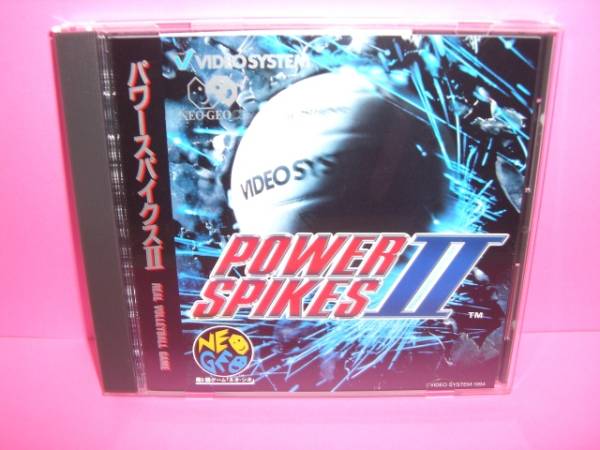 パワースパイクスII
REAL VOLLEYBALL GAME
VIDEO SYSTEM
NEO·GEO CD
VIDEO SYS
POWER SPIKES II
TM
NEO GEO
©VIDEO SYSTEM 1994